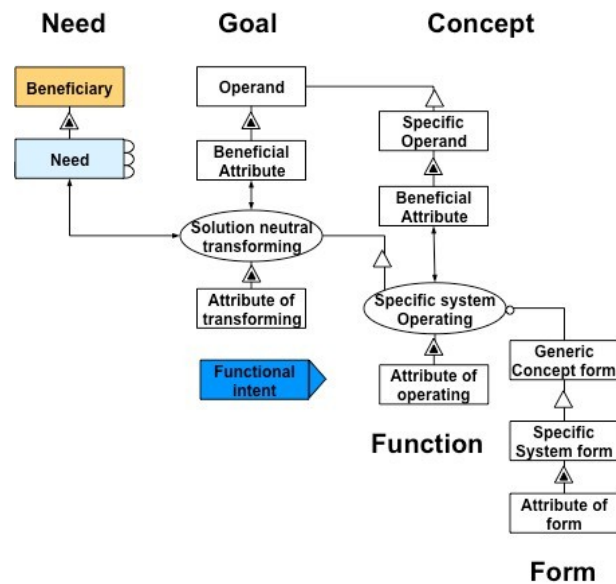 Need
Goal
Concept
Beneficiary
Need
Operand
Beneficial
Attribute
Solution neutral
transforming
Attribute of
transforming
Functional
intent
Specific
Operand
Beneficial
Attribute
Specific system
Operating
Attribute of
operating
Function
Generic
Concept form
Specific
System form
Attribute of
form
Form